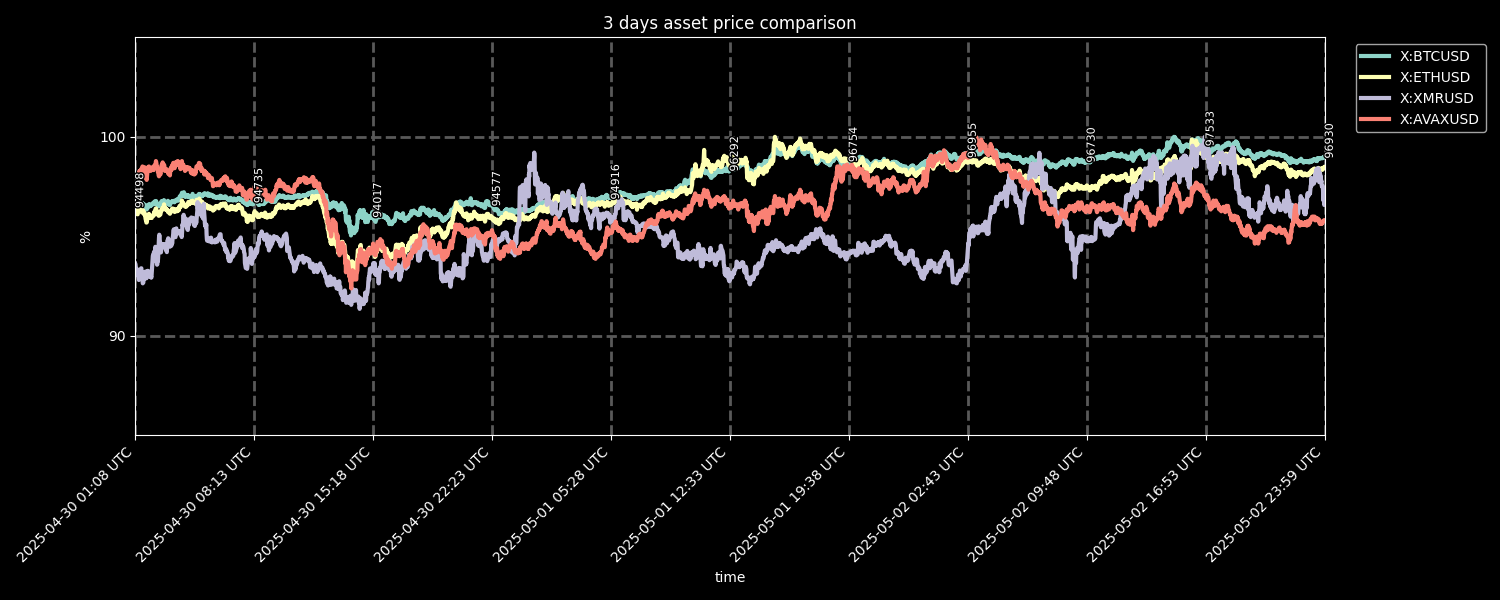 3 days asset price comparison
X:BTCUSD
X:ETHUSD
X:XMRUSD
X:AVAXUSD
100
90
%
94498
94735
94017
94577
94916
96292
96754
96955
96730
97533
96930
2025-04-30 01:08 UTC
2025-04-30 08:13 UTC
2025-04-30 15:18 UTC
2025-04-30 22:23 UTC
2025-05-01 05:28 UTC
2025-05-01 12:33 UTC
2025-05-01 19:38 UTC
2025-05-02 02:43 UTC
2025-05-02 09:48 UTC
2025-05-02 16:53 UTC
2025-05-02 23:59 UTC
time